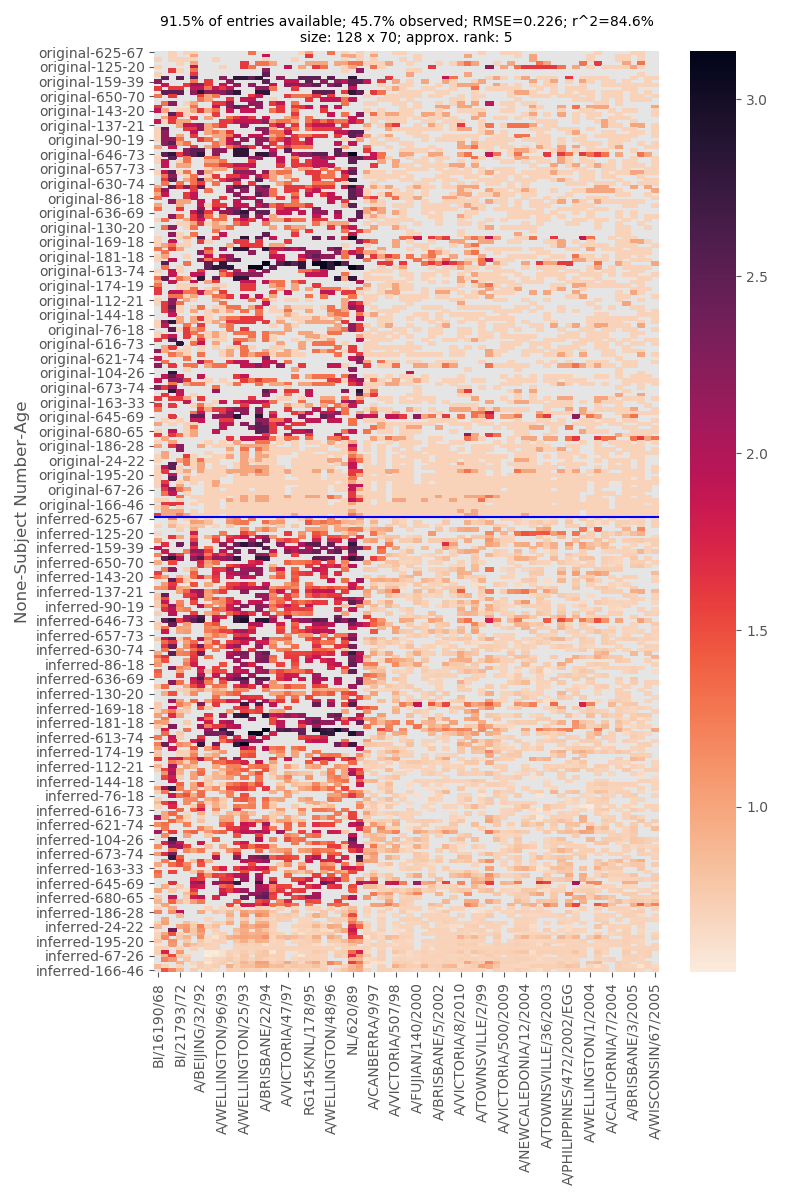 91.5% of entries available; 45.7% observed; RMSE=0.226; r^2=84.6%
size: 128 x 70; approx. rank: 5
None-Subject Number-Age
original-625-67
original-125-20
original-159-39
original-650-70
original-143-20
original-137-21
original-90-19
original-646-73
original-657-73
original-630-74
original-86-18
original-636-69
original-130-20
original-169-18
original-181-18
original-613-74
original-174-19
original-112-21
original-144-18
original-76-18
original-616-73
original-621-74
original-104-26
original-673-74
original-163-33
original-645-69
original-680-65
original-186-28
original-24-22
original-195-20
original-67-26
original-166-46
inferred-625-67
inferred-125-20
inferred-159-39
inferred-650-70
inferred-143-20
inferred-137-21
inferred-90-19
inferred-646-73
inferred-657-73
inferred-630-74
inferred-86-18
inferred-636-69
inferred-130-20
inferred-169-18
inferred-181-18
inferred-613-74
inferred-174-19
inferred-112-21
inferred-144-18
inferred-76-18
inferred-616-73
inferred-621-74
inferred-104-26
inferred-673-74
inferred-163-33
inferred-645-69
inferred-680-65
inferred-186-28
inferred-24-22
inferred-195-20
inferred-67-26
inferred-166-46
BI/16190/68
BI/21793/72
A/BEIJING/32/92
A/WELLINGTON/96/93
A/WELLINGTON/25/93
A/BRISBANE/22/94
A/VICTORIA/47/97
RG145K/NL/178/95
A/WELLINGTON/48/96
NL/620/89
A/CANBERRA/9/97
A/VICTORIA/507/98
A/FUJIAN/140/2000
A/BRISBANE/5/2002
A/VICTORIA/8/2010
A/TOWNSVILLE/2/99
A/VICTORIA/500/2009
A/NEWCALEDONIA/12/2004
A/TOWNSVILLE/36/2003
A/PHILIPPINES/472/2002/EGG
A/WELLINGTON/1/2004
A/CALIFORNIA/7/2004
A/BRISBANE/3/2005
A/WISCONSIN/67/2005
3.0
2.5
2.0
1.5
1.0